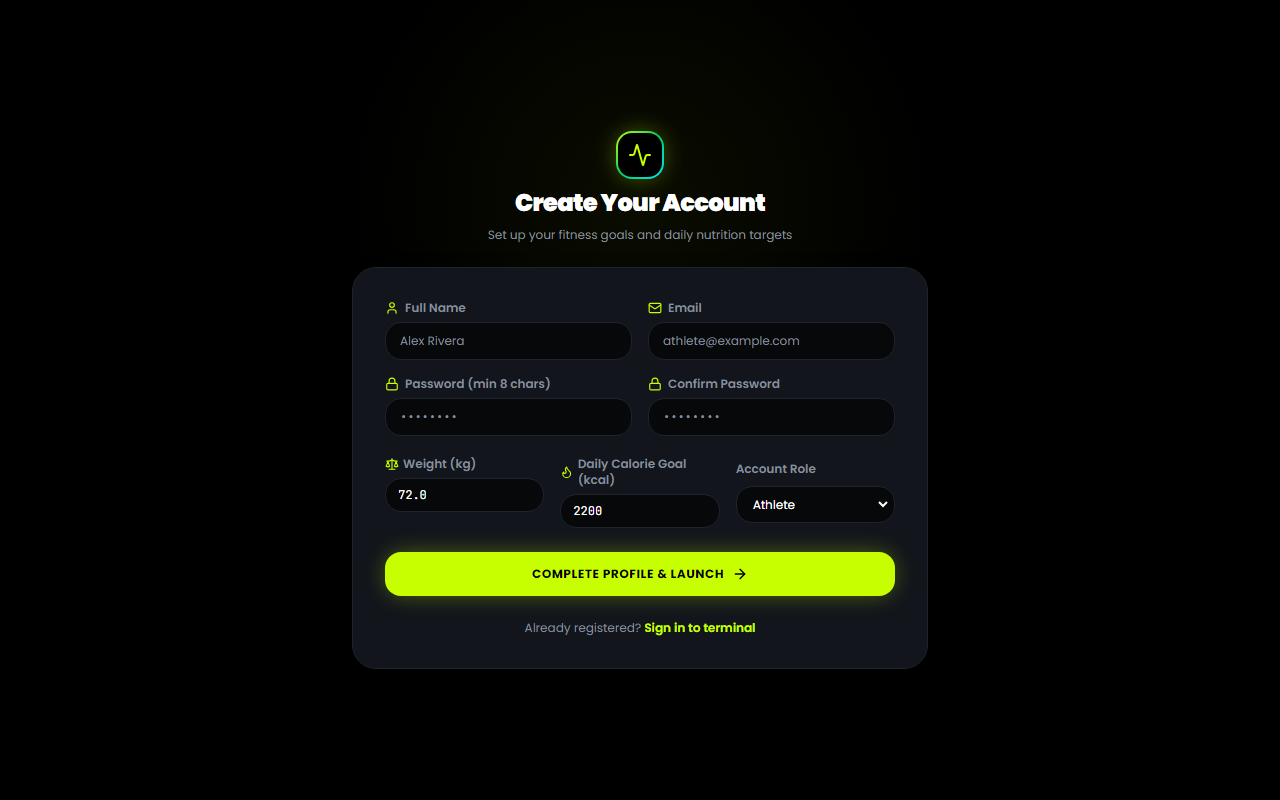 Create Your Account
Set up your fitness goals and daily nutrition targets
Full Name
Email
Alex Rivera
athlete@example.com
Password (min 8 chars)
Confirm Password
••••••••
••••••••
Weight (kg)
72.0
Daily Calorie Goal
(kcal)
2200
Account Role
Athlete
COMPLETE PROFILE & LAUNCH →
Already registered? Sign in to terminal